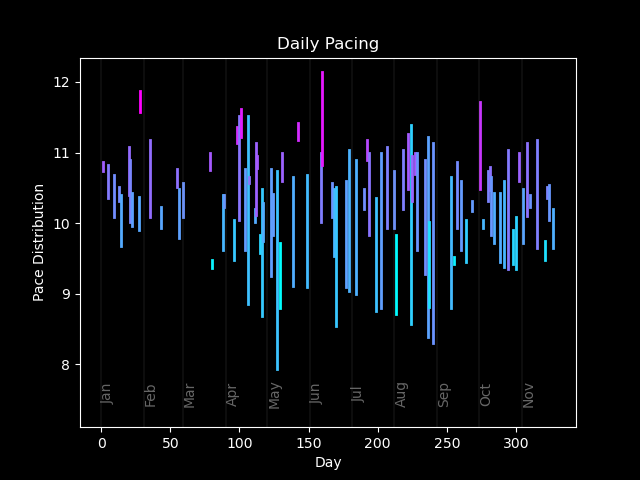 Daily Pacing
Pace Distribution
12
11
10
9
8
Jan
Feb
Mar
Apr
May
Jun
Jul
Aug
Sep
Oct
Nov
0 50 100 150 200 250 300
Day